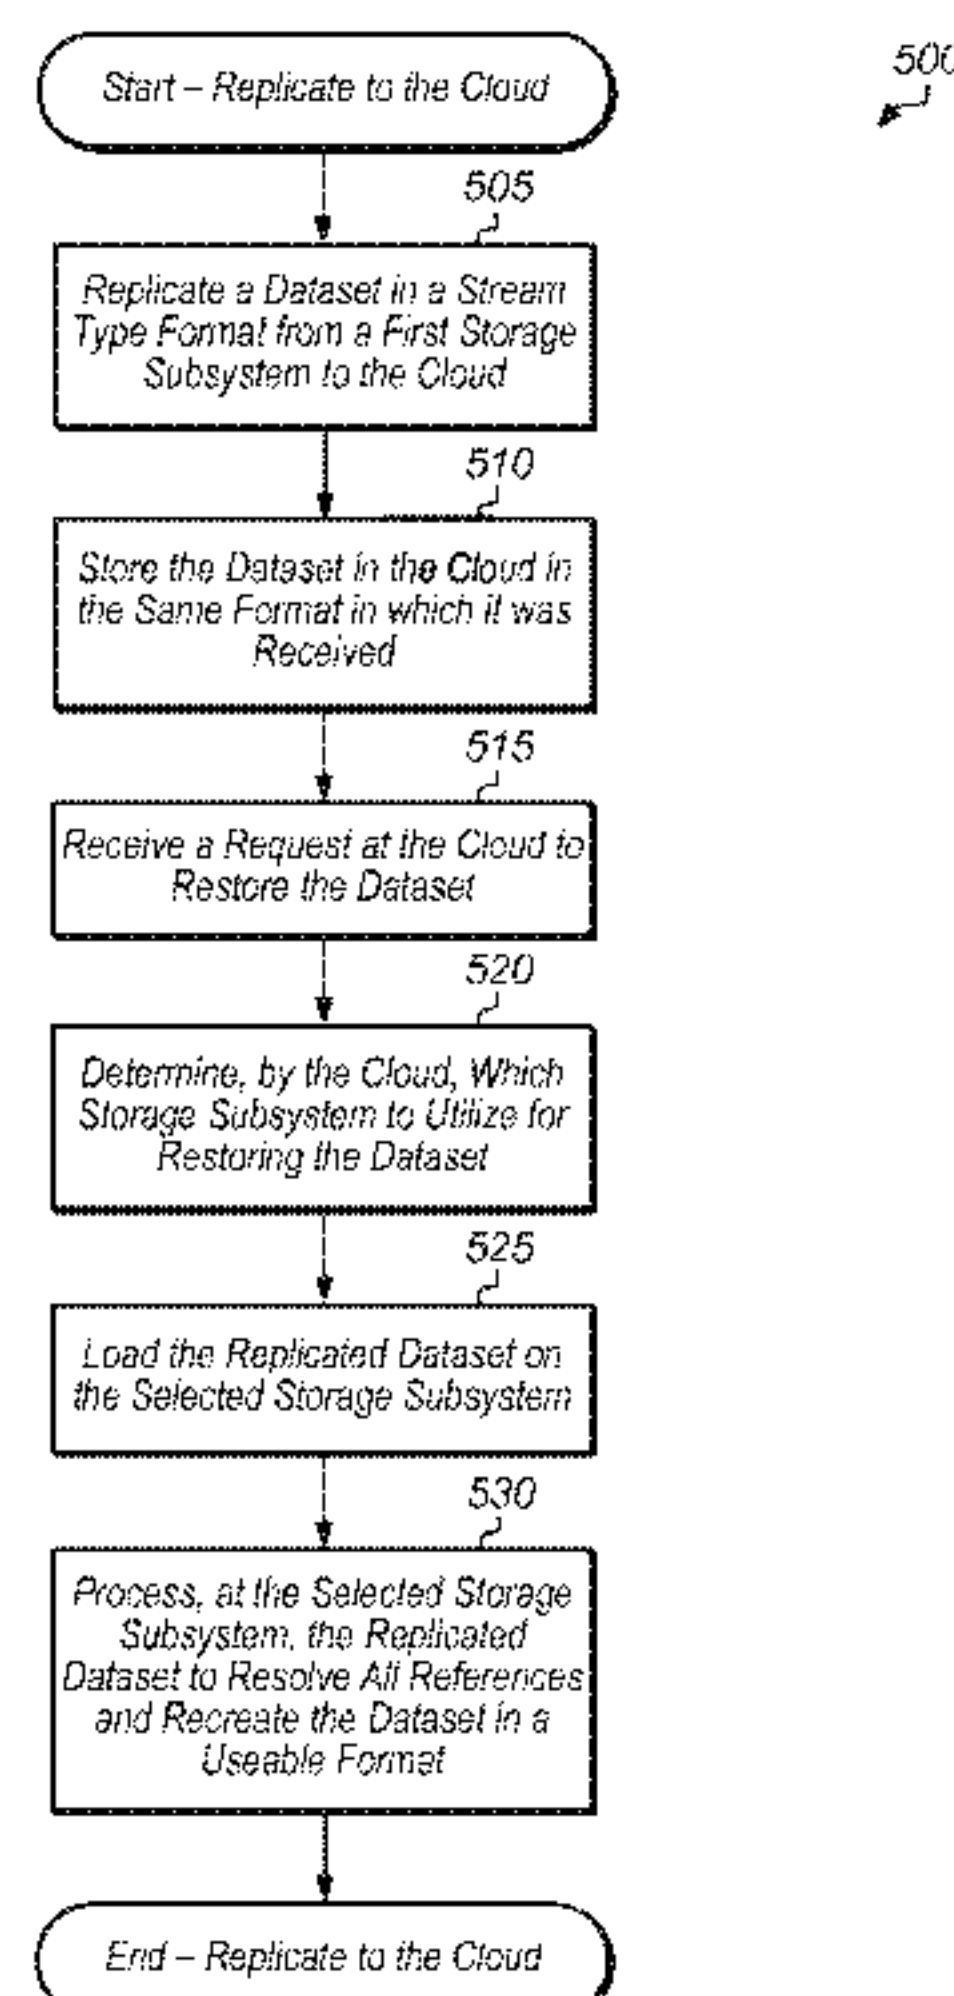 Start – Replicate to the Cloud
500
505
Replicate a Dataset in a Stream
Type Format from a First Storage
Subsystem to the Cloud
510
Store the Dataset in the Cloud in
the Same Format in which it was
Received
515
Receive a Request at the Cloud to
Restore the Dataset
520
Determine, by the Cloud, Which
Storage Subsystem to Utilize for
Restoring the Dataset
525
Load the Replicated Dataset on
the Selected Storage Subsystem
530
Process, at the Selected Storage
Subsystem, the Replicated
Dataset to Resolve All References
and Recreate the Dataset in a
Useable Format
End – Replicate to the Cloud